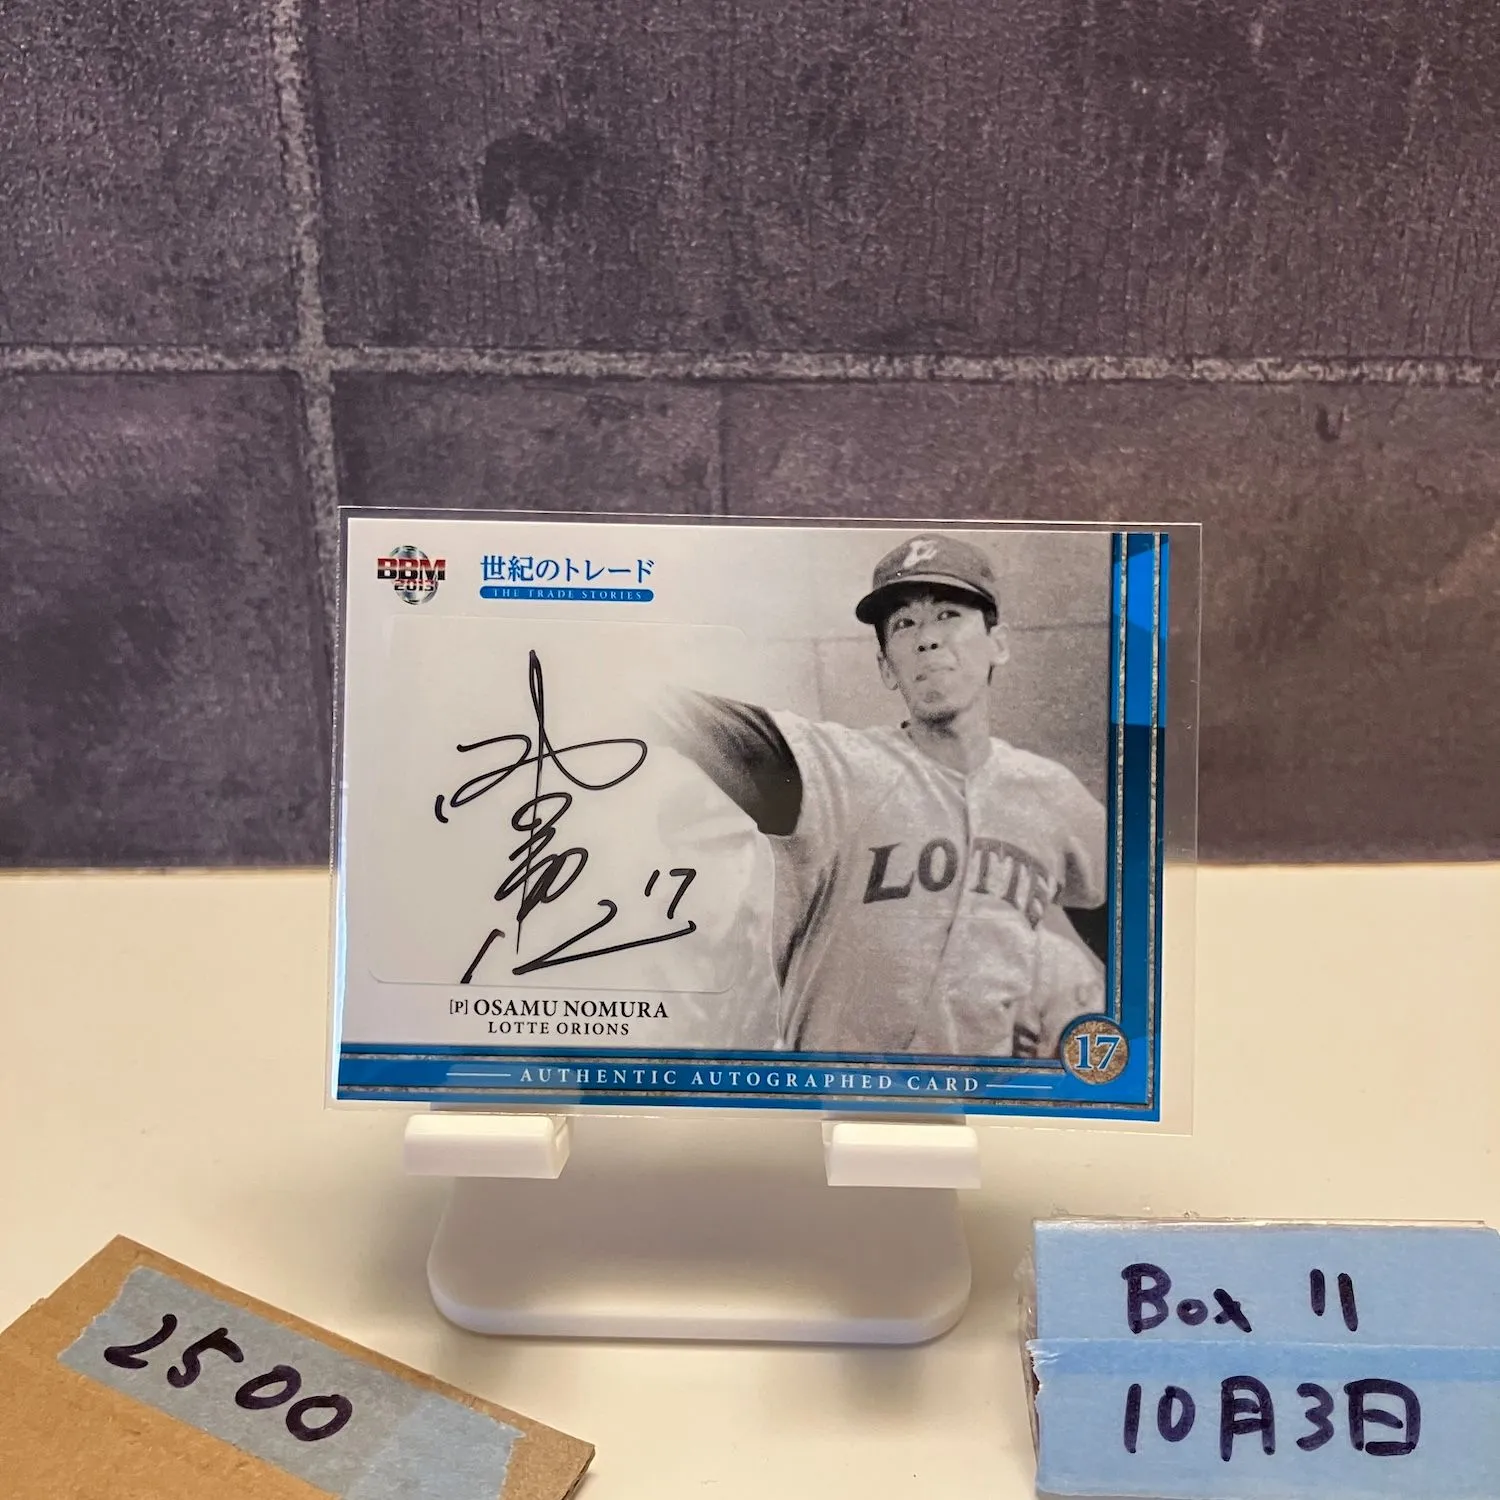 BBM
2015
世紀のトレード
THE TRADE STORIES
LOTTE
17
[P] OSAMU NOMURA
LOTTE ORIONS
17
AUTHENTIC AUTOGRAPHED CARD
2500
Box 11
10月3日